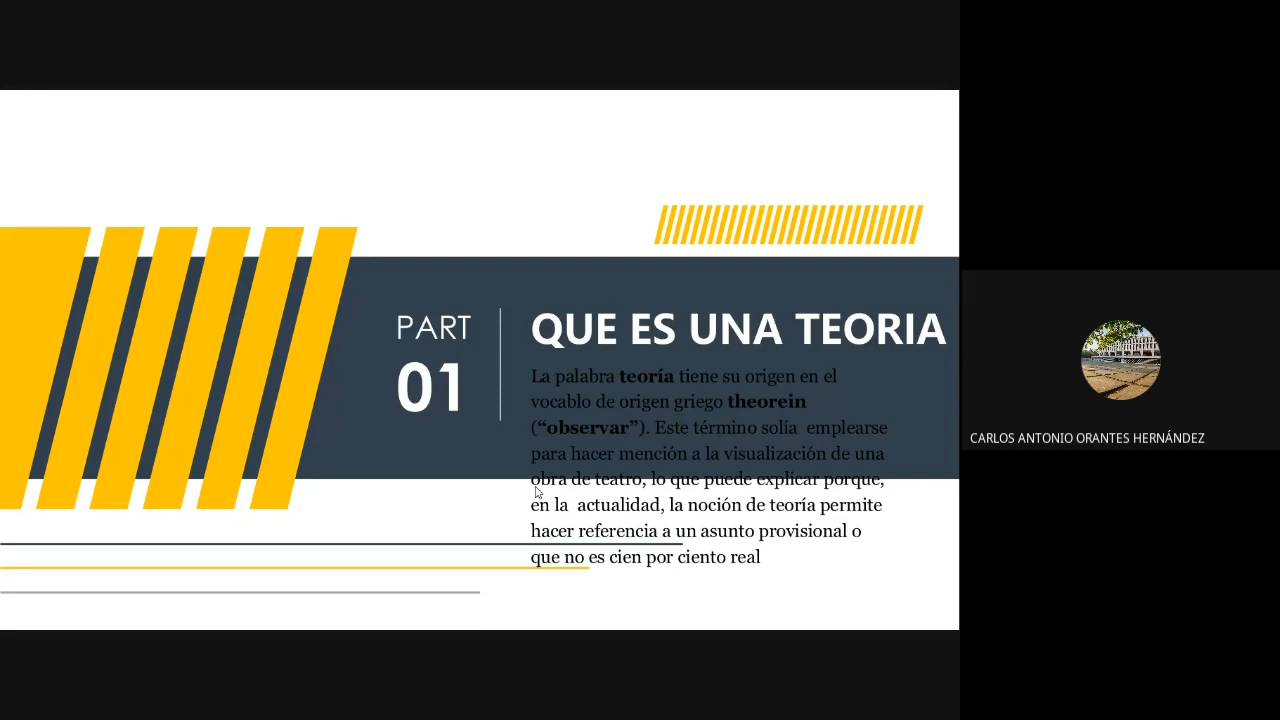 PART
01
QUE ES UNA TEORIA
La palabra teoría tiene su origen en el
vocablo de origen griego theorein
(“observar”). Este término solía  emplearse
para hacer mención a la visualización de una
obra de teatro, lo que puede explicar porque,
en la  actualidad, la noción de teoría permite
hacer referencia a un asunto provisional o
que no es cien por ciento real
CARLOS ANTONIO ORANTES HERNÁNDEZ